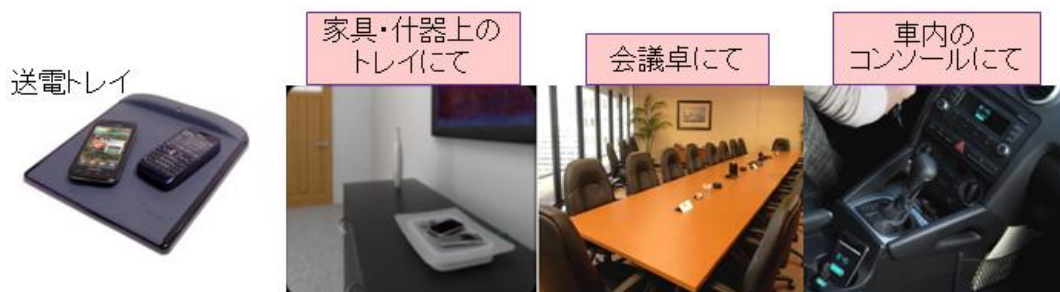 送電トレイ
家具・什器上の
トレイにて
会議卓にて
車内の
コンソールにて